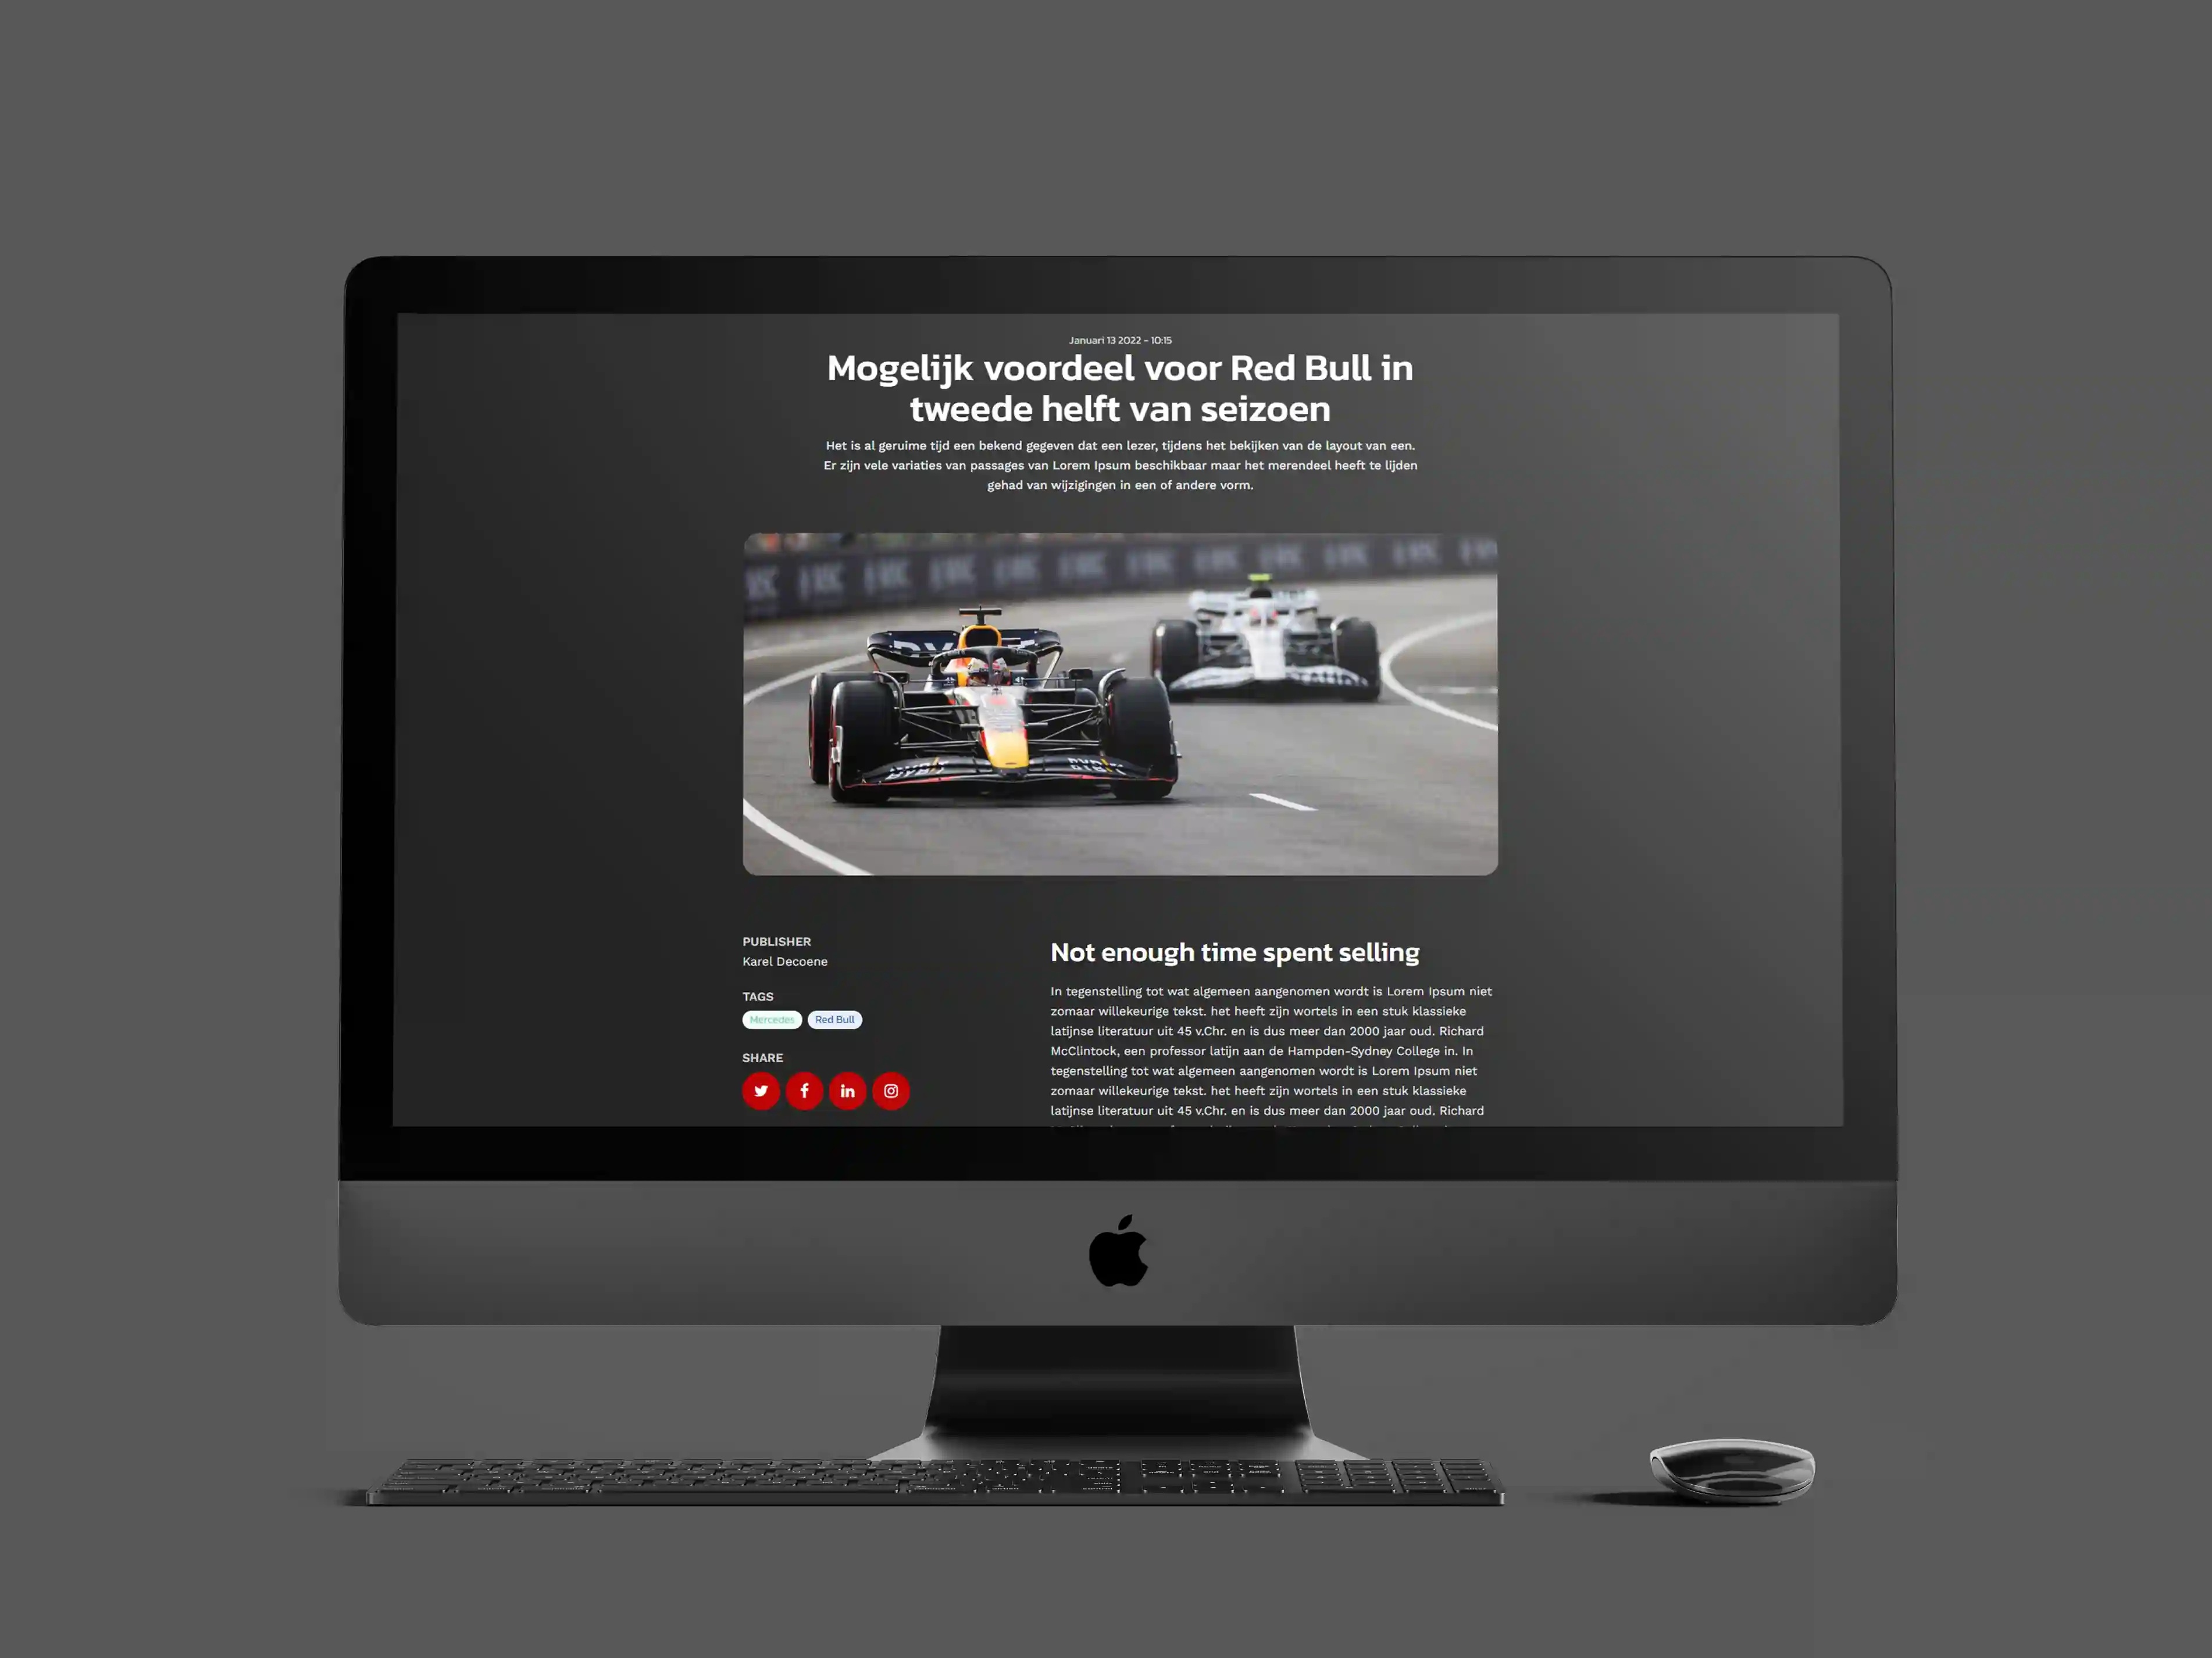 Januari 13 2022 - 10:15
Mogelijk voordeel voor Red Bull in
tweede helft van seizoen
Het is al geruime tijd een bekend gegeven dat een lezer, tijdens het bekijken van de layout van een.
Er zijn vele variaties van passages van Lorem Ipsum beschikbaar maar het merendeel heeft te lijden
gehad van wijzigingen in een of andere vorm.
PUBLISHER
Karel Decoene
TAGS
Mercedes Red Bull
SHARE
Not enough time spent selling
In tegenstelling tot wat algemeen aangenomen wordt is Lorem Ipsum niet
zomaar willekeurige tekst. het heeft zijn wortels in een stuk klassieke
latijnse literatuur uit 45 v.Chr. en is dus meer dan 2000 jaar oud. Richard
McClintock, een professor latijn aan de Hampden-Sydney College in. In
tegenstelling tot wat algemeen aangenomen wordt is Lorem Ipsum niet
zomaar willekeurige tekst. het heeft zijn wortels in een stuk klassieke
latijnse literatuur uit 45 v.Chr. en is dus meer dan 2000 jaar oud. Richard